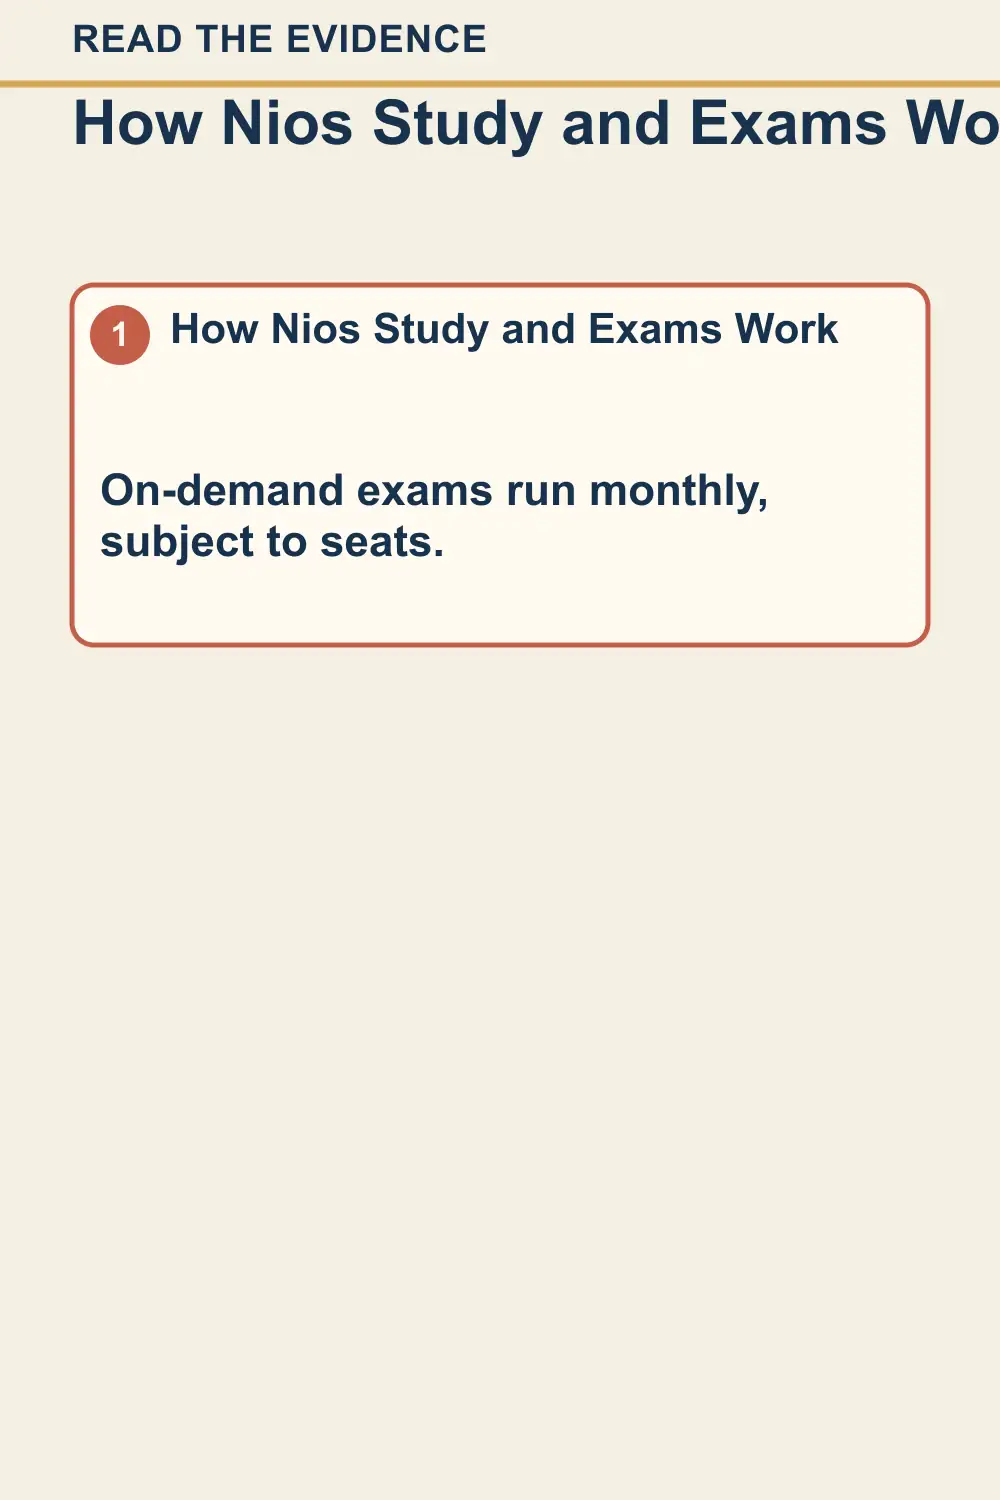 READ THE EVIDENCE
How Nios Study and Exams Wo
1 How Nios Study and Exams Work
On-demand exams run monthly,
subject to seats.